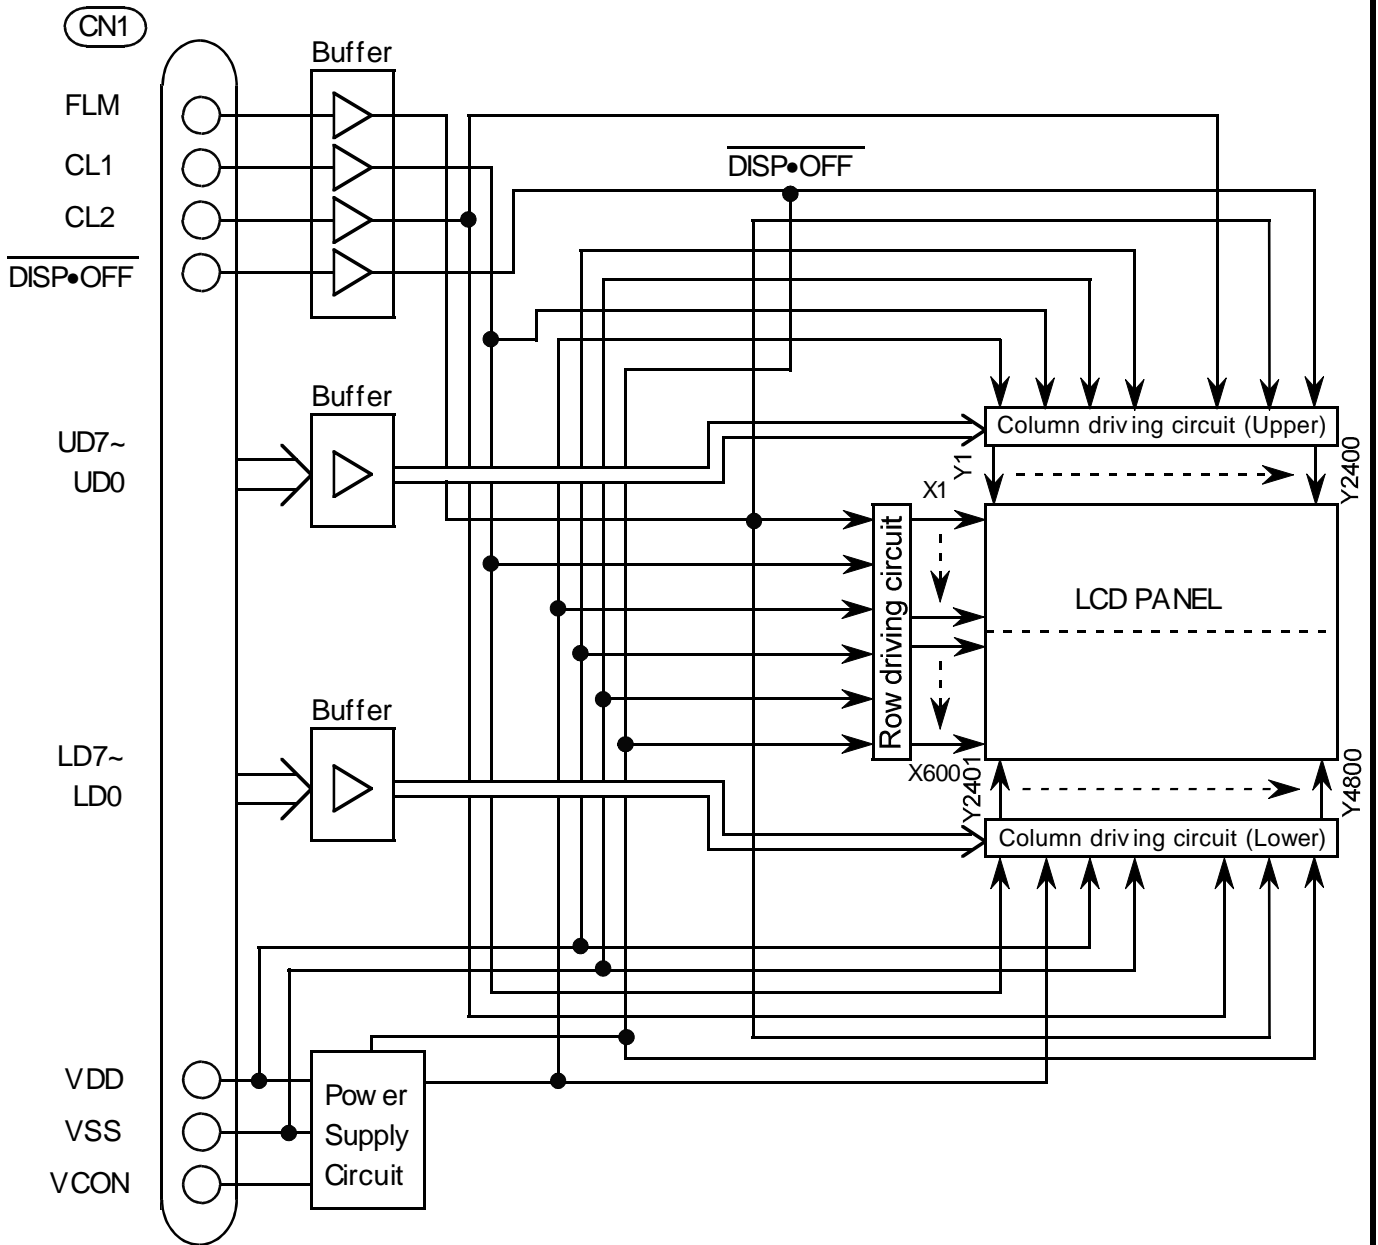 CN1
Buffer
FLM
CL1
CL2
DISP•OFF
DISP•OFF
Buffer
UD7~
UD0
Column driving circuit (Upper)
Y1
Y2400
X1
Row driving circuit
LCD PANEL
Buffer
LD7~
LD0
X600
Y2401
Y4800
Column driving circuit (Lower)
VDD
VSS
VCON
Power
Supply
Circuit